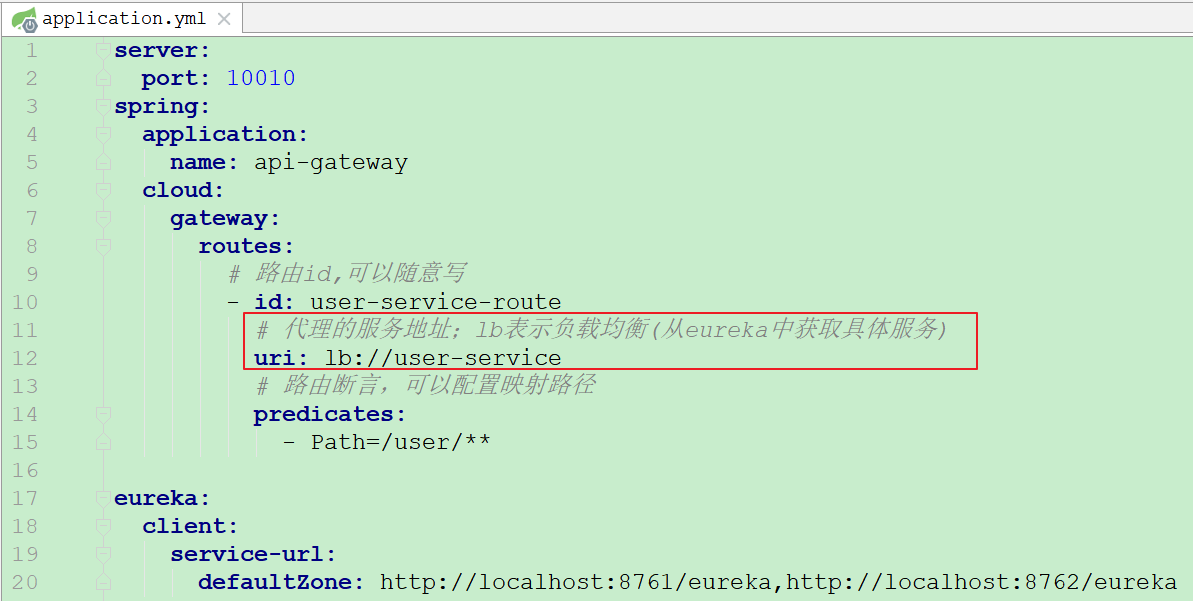 application.yml
1 server:
2   port: 10010
3 spring:
4   application:
5     name: api-gateway
6   cloud:
7     gateway:
8       routes:
9         # 路由id,可以随意写
10         - id: user-service-route
11           # 代理的服务地址；lb表示负载均衡(从eureka中获取具体服务)
12           uri: lb://user-service
13           # 路由断言，可以配置映射路径
14           predicates:
15             - Path=/user/**
16
17 eureka:
18   client:
19     service-url:
20       defaultZone: http://localhost:8761/eureka,http://localhost:8762/eureka